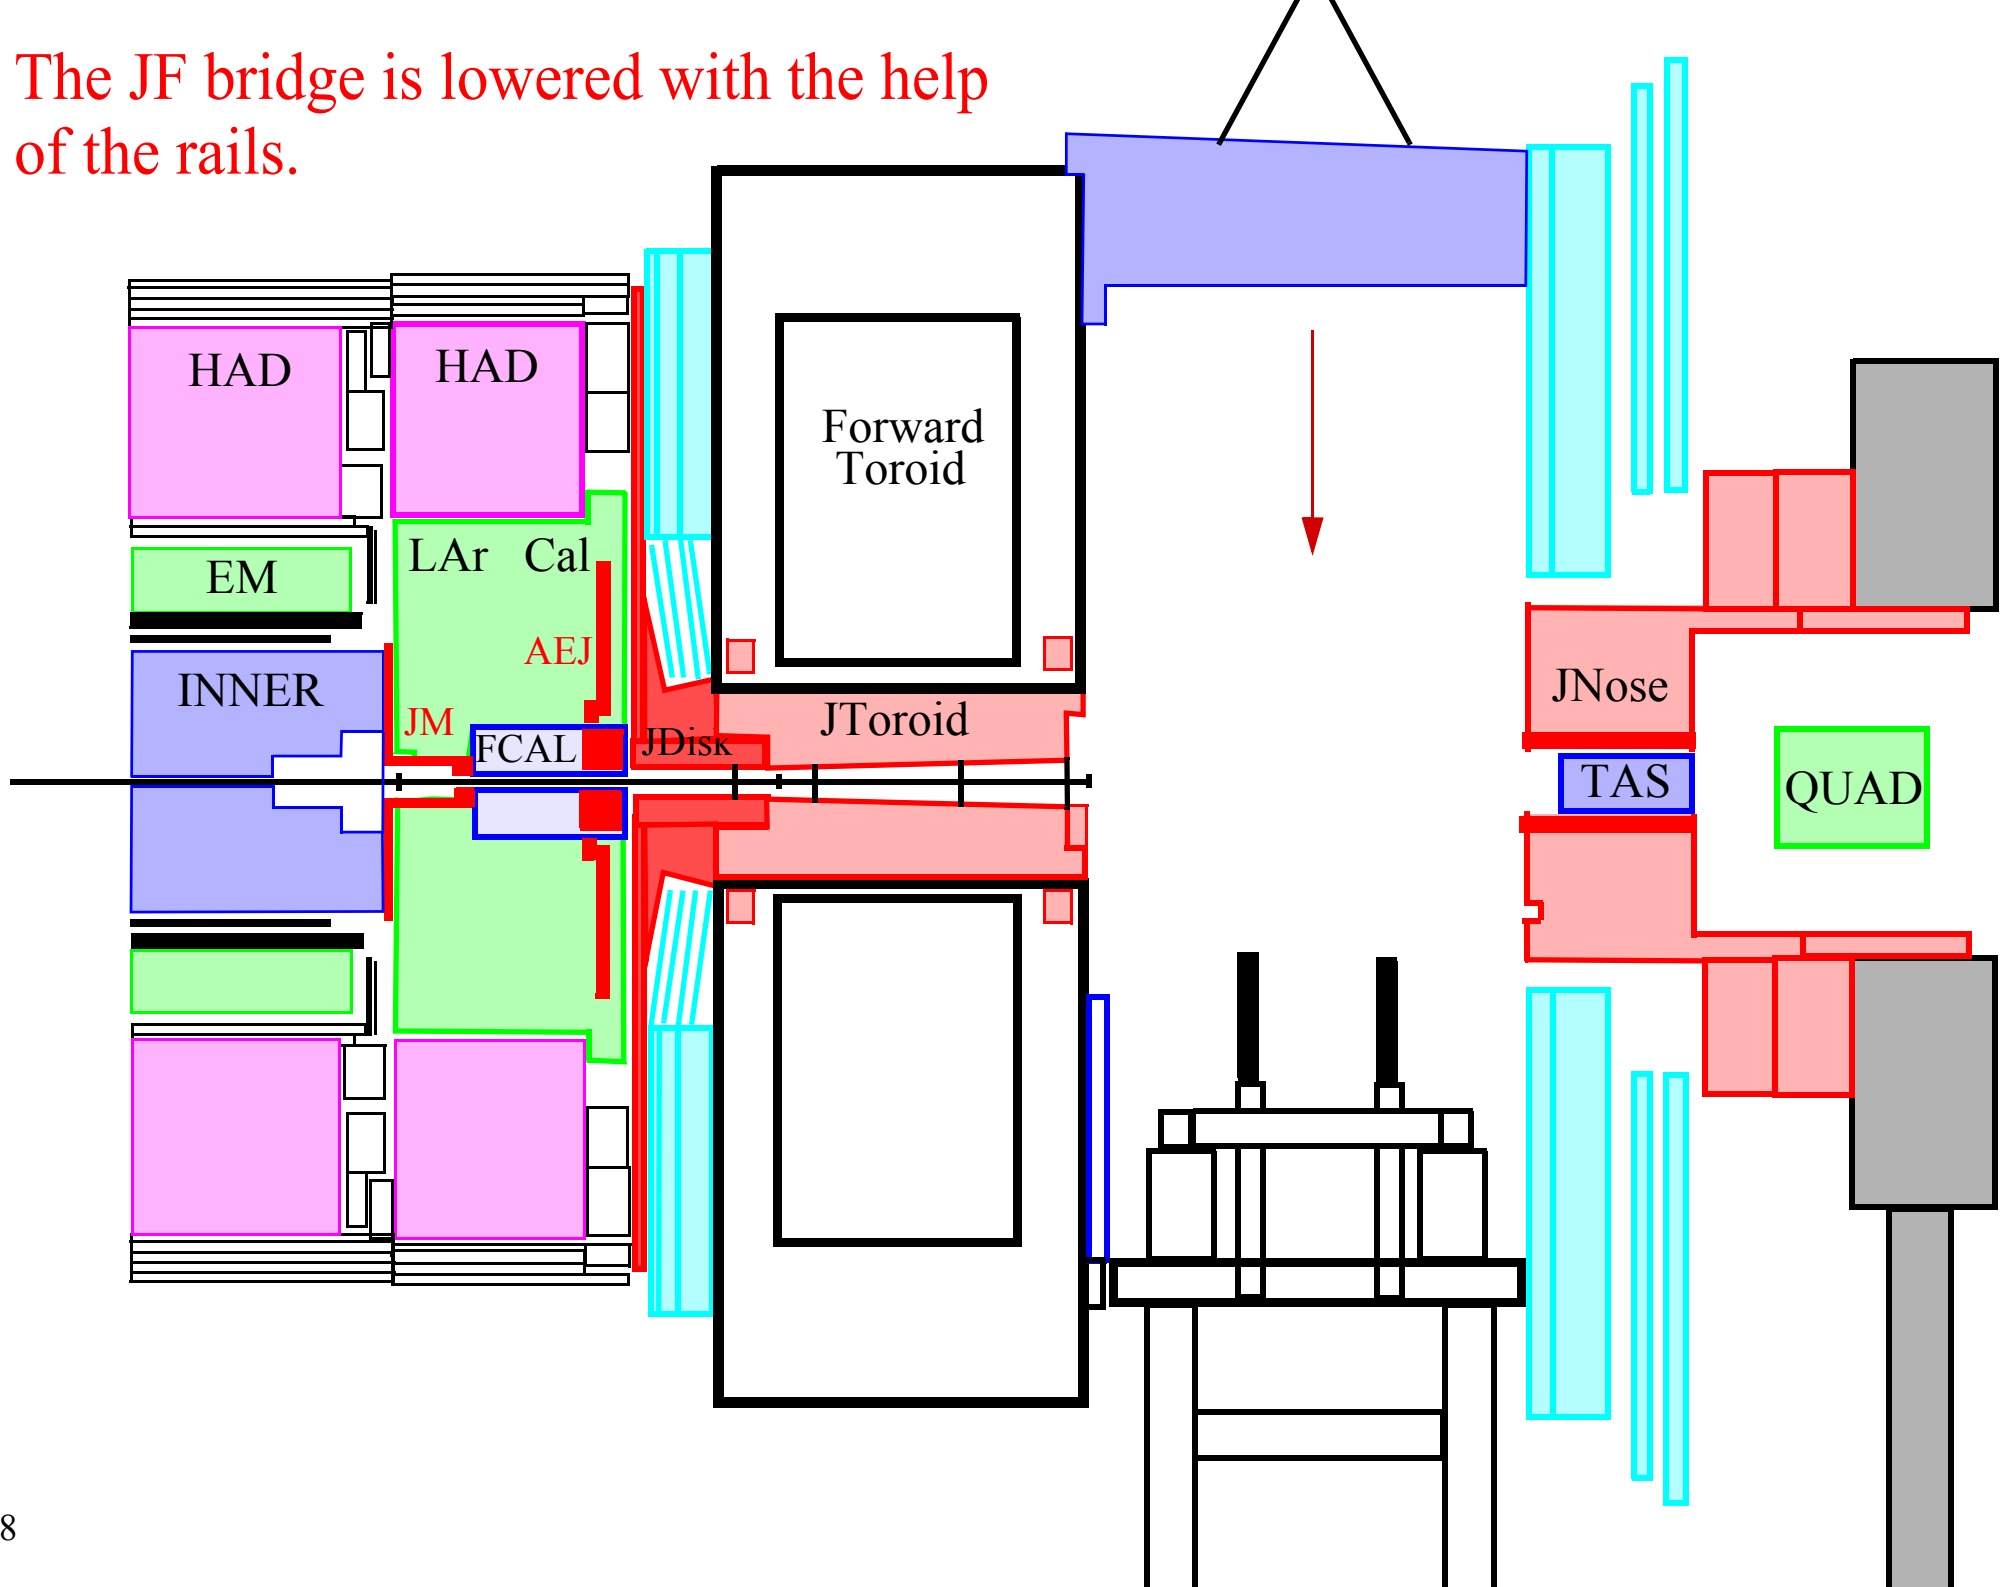 The JF bridge is lowered with the help
of the rails.
HAD
HAD
Forward
Toroid
LAr Cal
EM
AEJ
INNER
JNose
JM
JToroid
FCAL
JDisk
TAS
QUAD
8